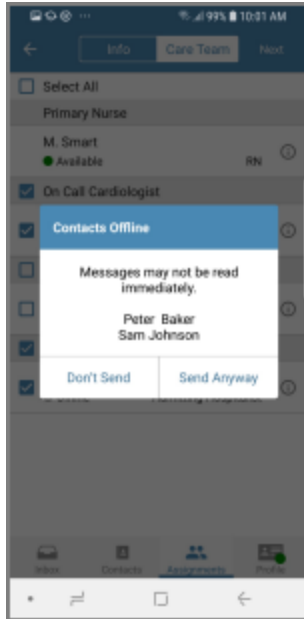 99% 10:01 AM
Info Care Team Next
Select All
Primary Nurse
M. Smart
Available RN
On Call Cardiologist
Contacts Offline
Messages may not be read
immediately.
Peter Baker
Sam Johnson
Don't Send Send Anyway
Inbox Contacts Assignments Profile